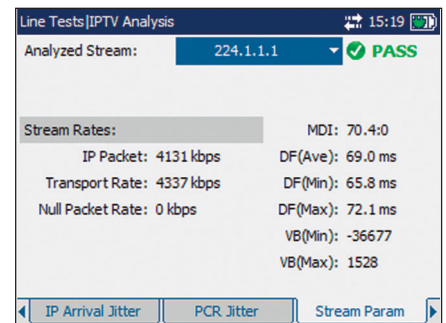 Line Tests|IPTV Analysis 15:19
Analyzed Stream: 224.1.1.1 PASS
Stream Rates: MDI: 70.4:0
IP Packet: 4131 kbps DF(Ave): 69.0 ms
Transport Rate: 4337 kbps DF(Min): 65.8 ms
Null Packet Rate: 0 kbps DF(Max): 72.1 ms
VB(Min): -36677
VB(Max): 1528
IP Arrival Jitter PCR Jitter Stream Param